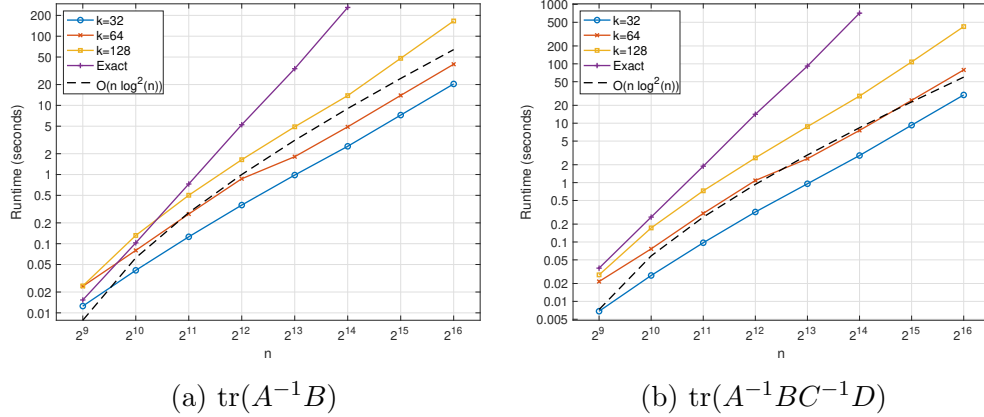 200
100
50
20
10
5
2
1
0.5
0.2
0.1
0.05
0.02
0.01
Runtime (seconds)
k=32
k=64
k=128
Exact
O(n log²(n))
2⁹
2¹⁰
2¹¹
2¹²
2¹³
2¹⁴
2¹⁵
2¹⁶
n
(a) tr(A⁻¹B)
1000
500
200
100
50
20
10
5
2
1
0.5
0.2
0.1
0.05
0.02
0.01
0.005
Runtime (seconds)
k=32
k=64
k=128
Exact
O(n log²(n))
2⁹
2¹⁰
2¹¹
2¹²
2¹³
2¹⁴
2¹⁵
2¹⁶
n
(b) tr(A⁻¹BC⁻¹D)